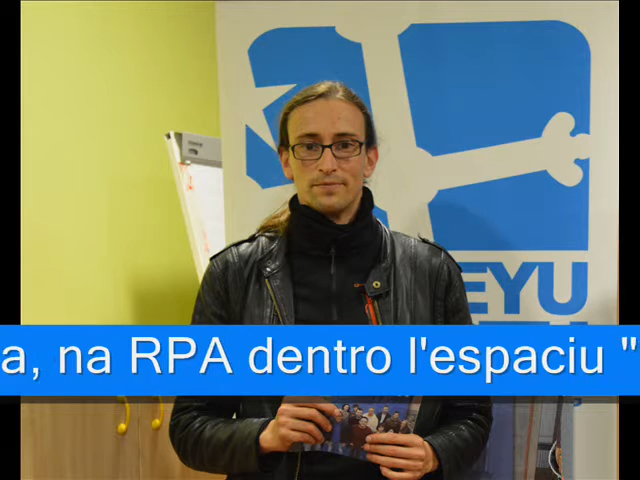 EYU
a, na RPA dentro l'espaciu "